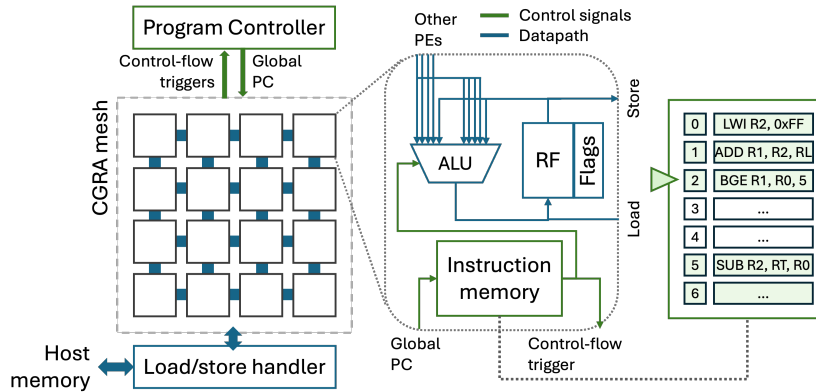 Program Controller
Control-flow
triggers
Global
PC
CGRA mesh
Host
memory
Load/store handler
Other
PEs
Control signals
Datapath
Store
ALU
RF
Flags
Load
Instruction
memory
Global
PC
Control-flow
trigger
0 LWI R2, 0xFF
1 ADD R1, R2, RL
2 BGE R1, R0, 5
3 ...
4 ...
5 SUB R2, RT, R0
6 ...